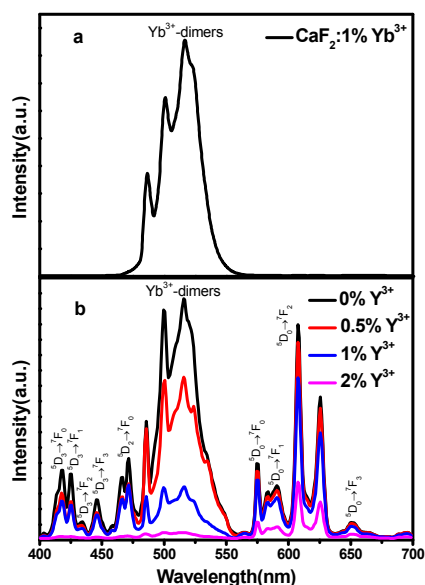 a
Yb³⁺-dimers
CaF₂:1% Yb³⁺
Intensity(a.u.)
b
Yb³⁺-dimers
0% Y³⁺
0.5% Y³⁺
1% Y³⁺
2% Y³⁺
⁵D₃→⁷F₀
⁵D₃→⁷F₁
⁵D₃→⁷F₂
⁵D₃→⁷F₃
⁵D₂→⁷F₀
⁵D₀→⁷F₀
⁵D₀→⁷F₁
⁵D₀→⁷F₂
⁵D₀→⁷F₃
Intensity(a.u.)
400 450 500 550 600 650 700
Wavelength(nm)